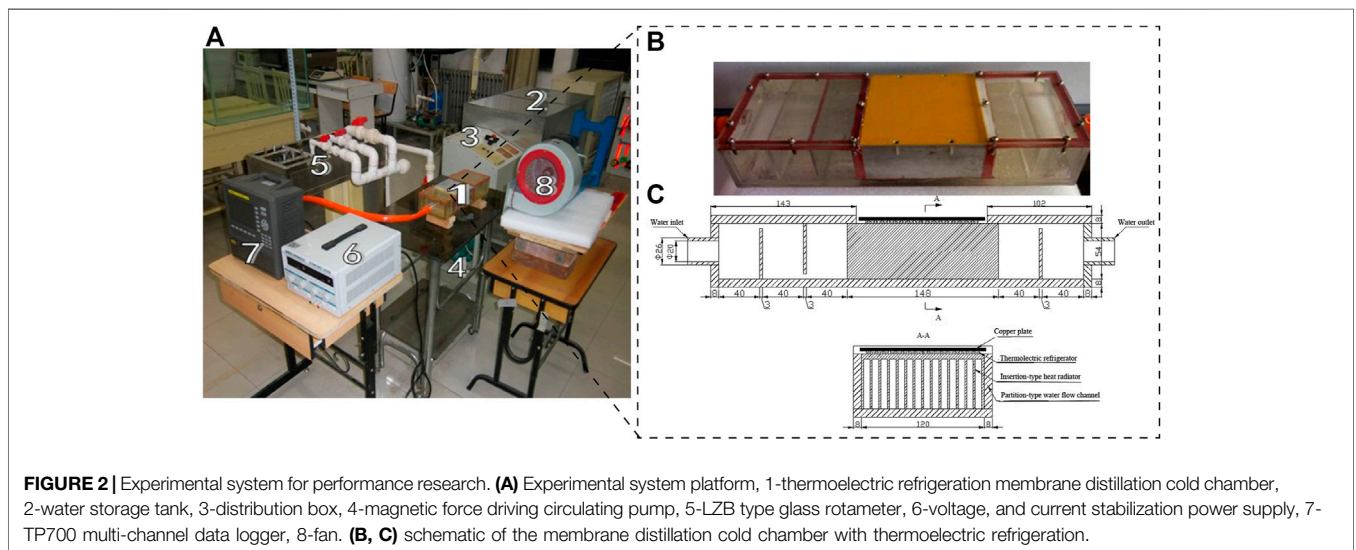 A
B
2
3
5
1
8
7
6
4
C
A
143
102
Water inlet
Water outlet
Φ26
Φ20
8
54
8
8
40
40
40
148
40
40
8
3
3
3
A
A-A
Copper plate
Thermolectric refrigerator
Insertion-type heat radiator
Partition-type water flow channel
8
120
8
FIGURE 2 | Experimental system for performance research. (A) Experimental system platform, 1-thermoelectric refrigeration membrane distillation cold chamber,
2-water storage tank, 3-distribution box, 4-magnetic force driving circulating pump, 5-LZB type glass rotameter, 6-voltage, and current stabilization power supply, 7-
TP700 multi-channel data logger, 8-fan. (B, C) schematic of the membrane distillation cold chamber with thermoelectric refrigeration.